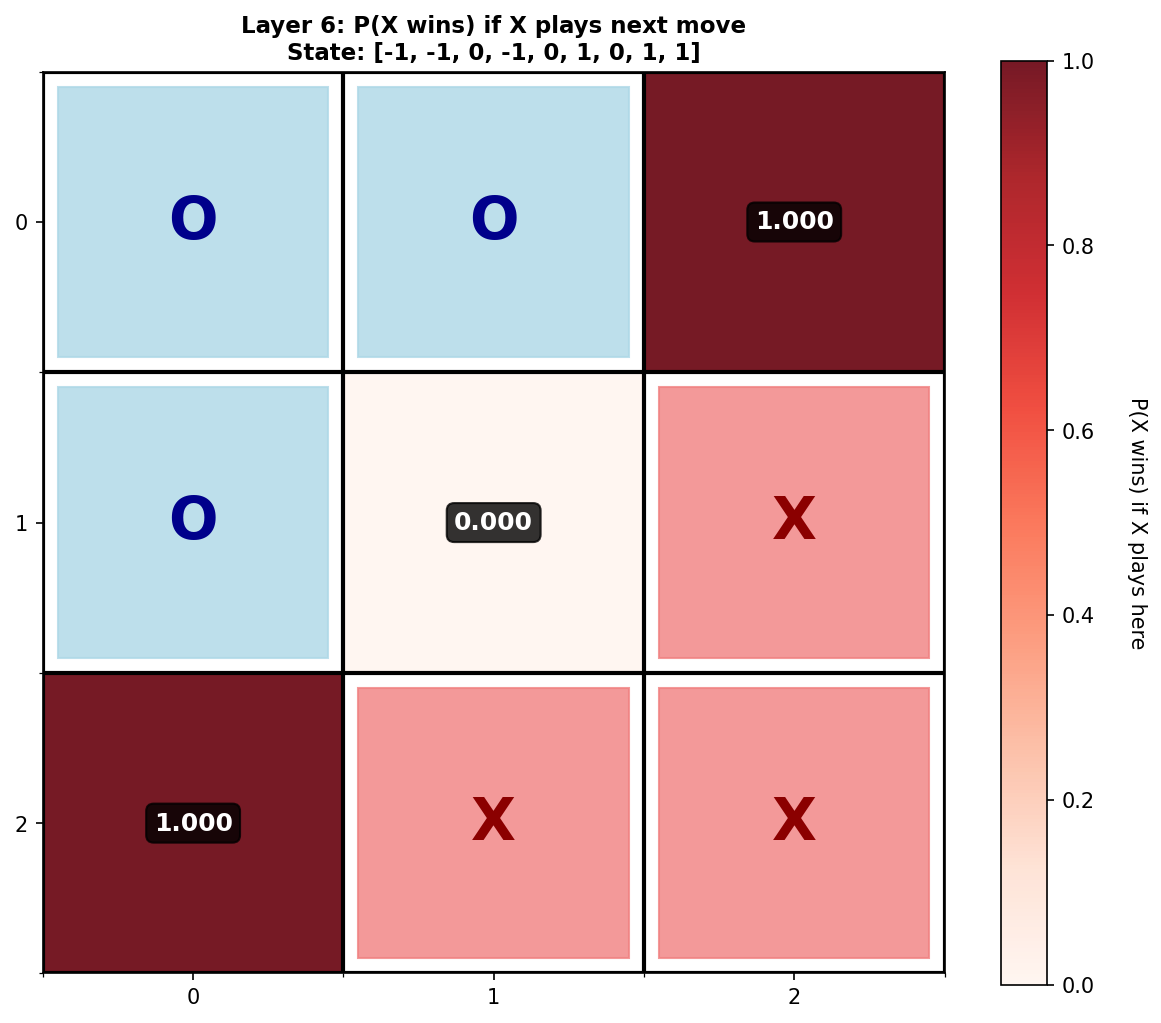 Layer 6: P(X wins) if X plays next move
State: [-1, -1, 0, -1, 0, 1, 0, 1, 1]
0
O
O
1.000
1
O
0.000
X
2
1.000
X
X
0
1
2
1.0
0.8
0.6
0.4
0.2
0.0
P(X wins) if X plays here